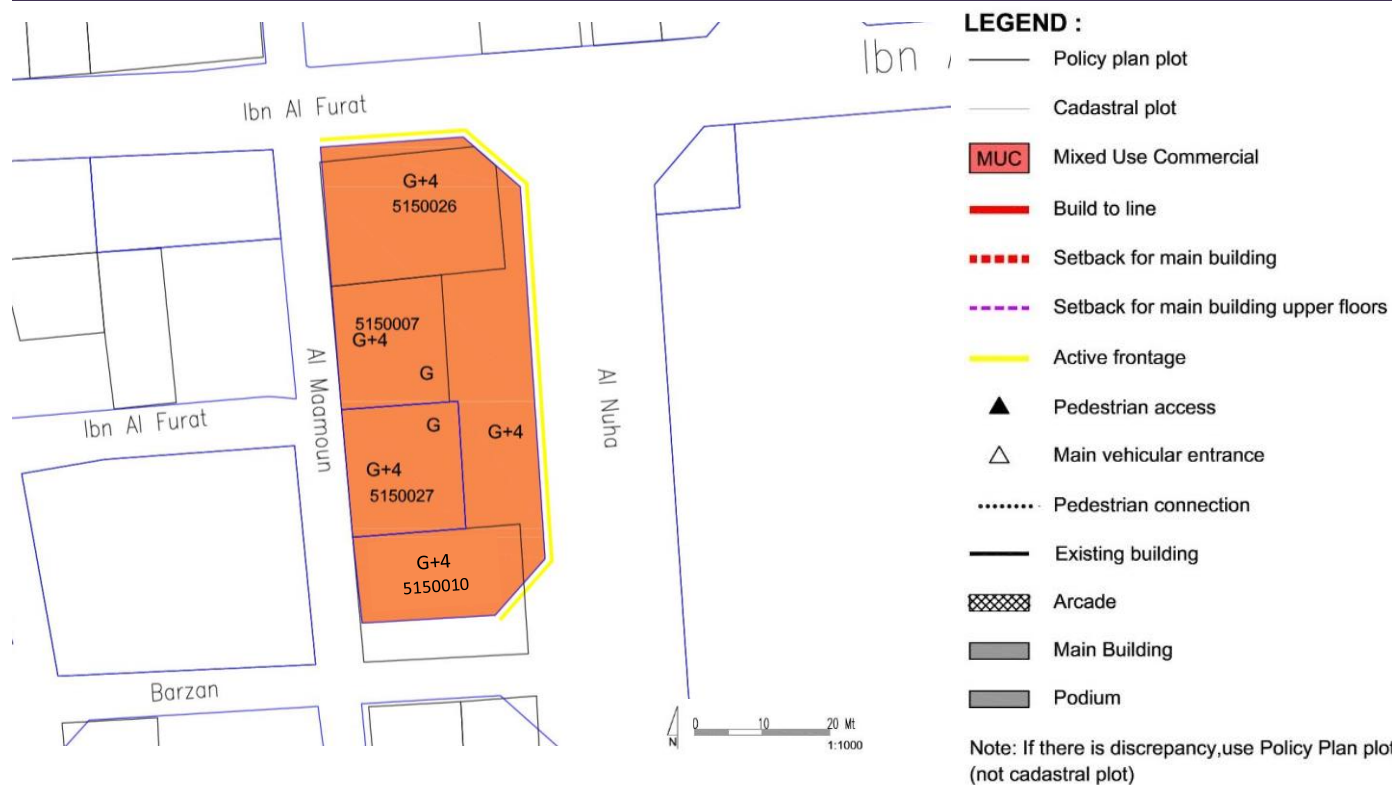 Ibn Al Furat
Ibn
G+4
5150026
5150007
G+4
G
G
G+4
G+4
5150027
G+4
5150010
Al Maamoun
Al Nuha
Ibn Al Furat
Barzan
N
0 10 20 Mt
1:1000
LEGEND :
Policy plan plot
Cadastral plot
MUC Mixed Use Commercial
Build to line
Setback for main building
Setback for main building upper floors
Active frontage
Pedestrian access
Main vehicular entrance
Pedestrian connection
Existing building
Arcade
Main Building
Podium
Note: If there is discrepancy,use Policy Plan plot
(not cadastral plot)